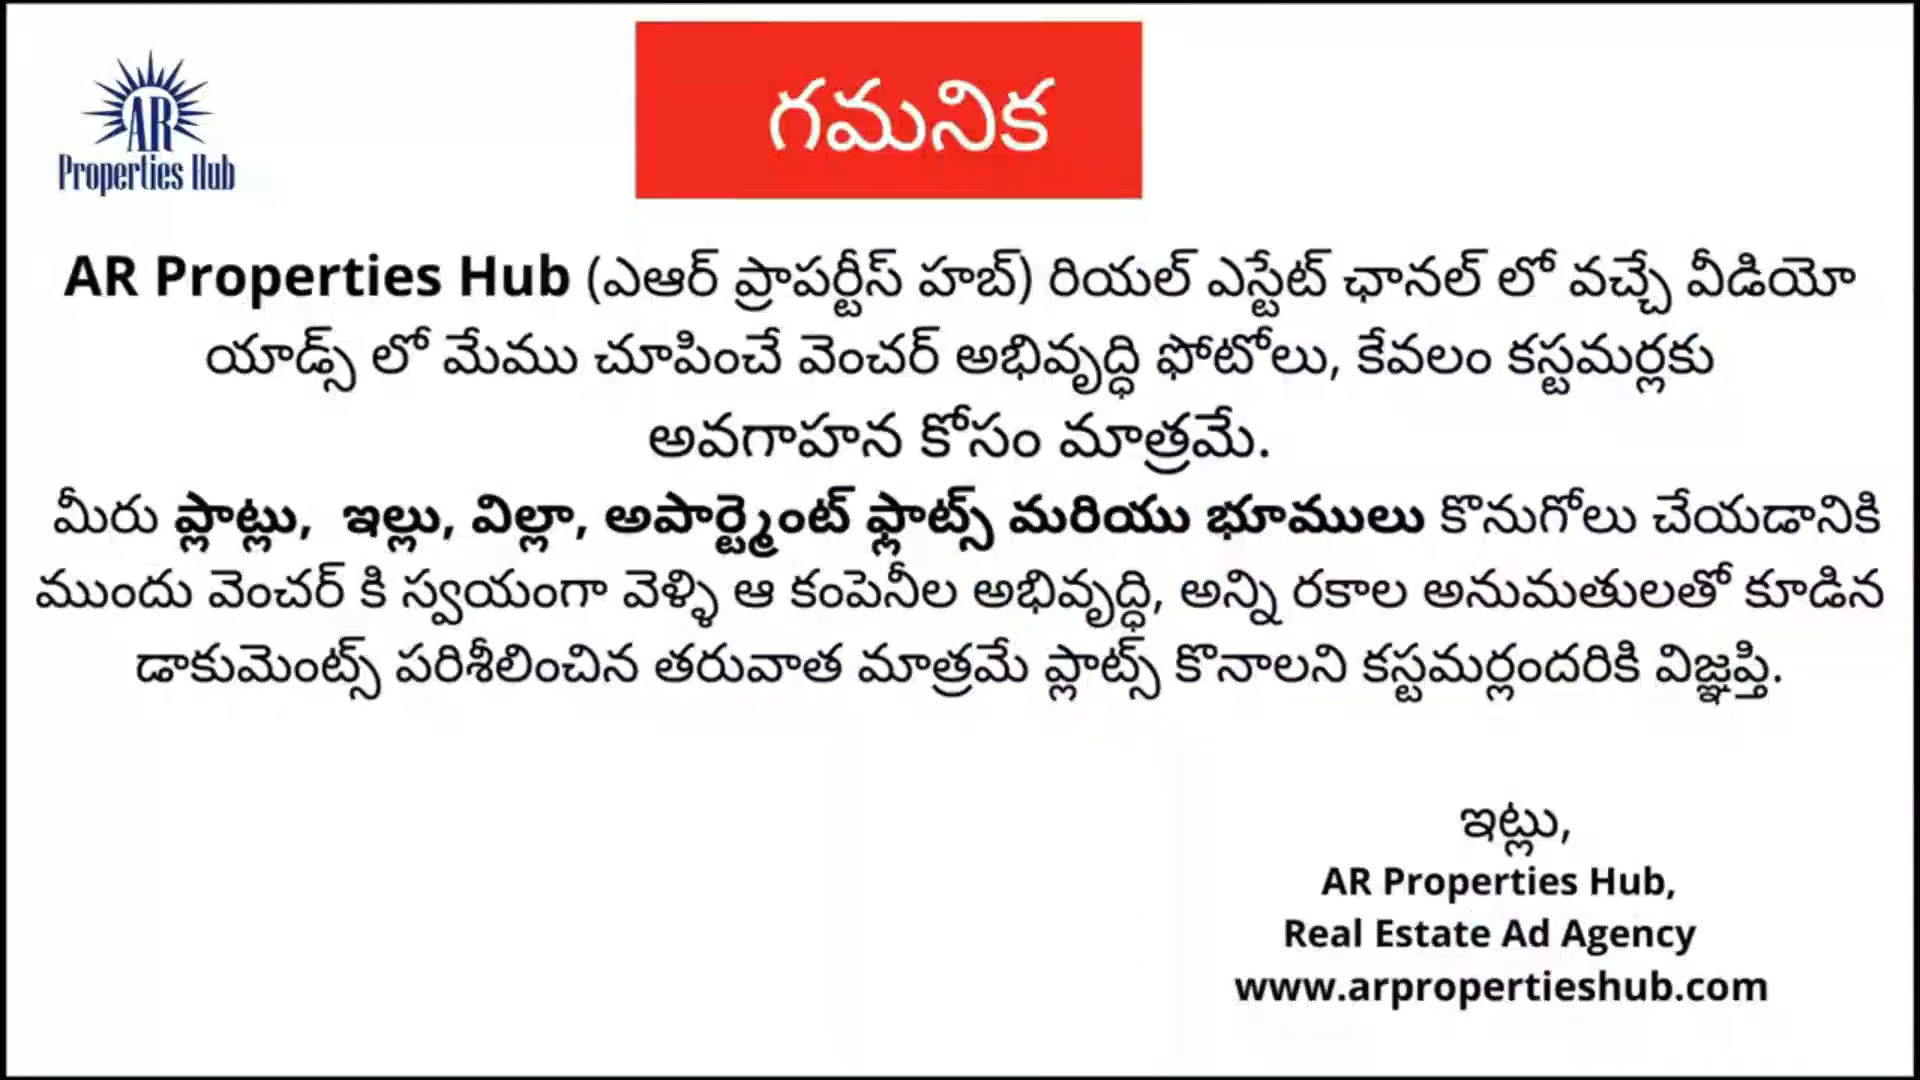 AR
Properties Hub
గమనిక
AR Properties Hub (ఎఆర్ ప్రాపర్టీస్ హబ్) రియల్ ఎస్టేట్ ఛానల్ లో వచ్చే వీడియో
యాడ్స్ లో మేము చూపించే వెంచర్ అభివృద్ధి ఫోటోలు, కేవలం కస్టమర్లకు
అవగాహన కోసం మాత్రమే.
మీరు ప్లాట్లు, ఇల్లు, విల్లా, అపార్ట్మెంట్ ఫ్లాట్స్ మరియు భూములు కొనుగోలు చేయడానికి
ముందు వెంచర్ కి స్వయంగా వెళ్ళి ఆ కంపెనీల అభివృద్ధి, అన్ని రకాల అనుమతులతో కూడిన
డాకుమెంట్స్ పరిశీలించిన తరువాత మాత్రమే ప్లాట్స్ కొనాలని కస్టమర్లందరికి విజ్ఞప్తి.
ఇట్లు,
AR Properties Hub,
Real Estate Ad Agency
www.arpropertieshub.com